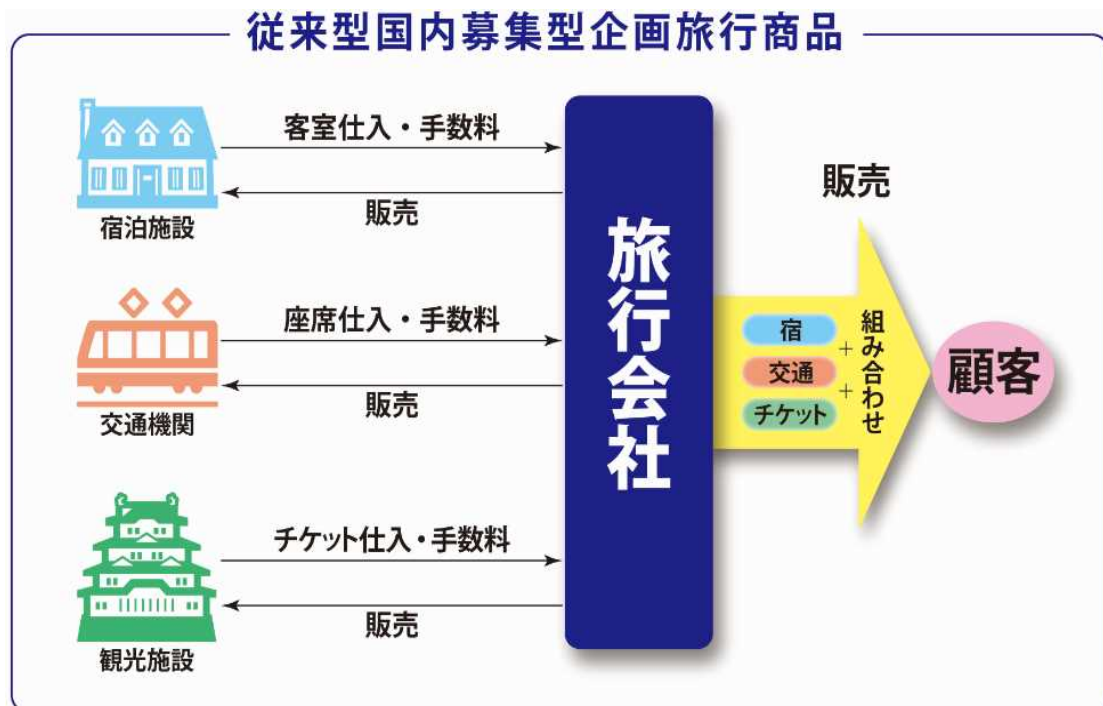 従来型国内募集型企画旅行商品
客室仕入・手数料
販売
宿泊施設
座席仕入・手数料
販売
交通機関
チケット仕入・手数料
販売
観光施設
旅行会社
販売
宿
+
交通
+
チケット
組み合わせ
顧客